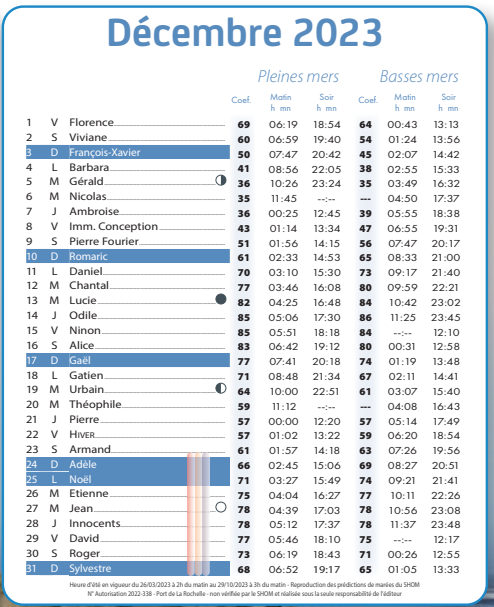 Décembre 2023
Pleines mers Basses mers
Coef. Matin Soir Coef. Matin Soir
h mn h mn h mn h mn
1 V Florence 69 06:19 18:54 64 00:43 13:13
2 S Viviane 60 06:59 19:40 54 01:24 13:56
3 D François-Xavier 50 07:47 20:42 45 02:07 14:42
4 L Barbara 41 08:56 22:05 38 02:55 15:33
5 M Gérald 36 10:26 23:24 35 03:49 16:32
6 M Nicolas 35 11:45 --:-- --- 04:50 17:37
7 J Ambroise 36 00:25 12:45 39 05:55 18:38
8 V Imm. Conception 43 01:14 13:34 47 06:55 19:31
9 S Pierre Fourier 51 01:56 14:15 56 07:47 20:17
10 D Romaric 61 02:33 14:53 65 08:33 21:00
11 L Daniel 70 03:10 15:30 73 09:17 21:40
12 M Chantal 77 03:46 16:08 80 09:59 22:21
13 M Lucie 82 04:25 16:48 84 10:42 23:02
14 J Odile 85 05:06 17:30 86 11:25 23:45
15 V Ninon 85 05:51 18:18 84 --:-- 12:10
16 S Alice 83 06:42 19:12 80 00:31 12:58
17 D Gaël 77 07:41 20:18 74 01:19 13:48
18 L Gatien 71 08:48 21:34 67 02:11 14:41
19 M Urbain 64 10:00 22:51 61 03:07 15:40
20 M Théophile 59 11:12 --:-- --- 04:08 16:43
21 J Pierre 57 00:00 12:20 57 05:14 17:49
22 V HIVER 57 01:02 13:22 59 06:20 18:54
23 S Armand 61 01:57 14:18 63 07:26 19:56
24 D Adèle 66 02:45 15:06 69 08:27 20:51
25 L Noël 71 03:27 15:49 74 09:21 21:41
26 M Etienne 75 04:04 16:27 77 10:11 22:26
27 M Jean 78 04:39 17:03 78 10:56 23:08
28 J Innocents 78 05:12 17:37 78 11:37 23:48
29 V David 77 05:46 18:10 75 --:-- 12:17
30 S Roger 73 06:19 18:43 71 00:26 12:55
31 D Sylvestre 68 06:52 19:17 65 01:05 13:33
Heure d'été en vigueur du 26/03/2023 à 2h du matin au 29/10/2023 à 3h du matin - Reproduction des prédictions de marées du SHOM
N° Autorisation 2022-338 - Port de La Rochelle - non vérifiée par le SHOM et réalisée sous la seule responsabilité de l'éditeur